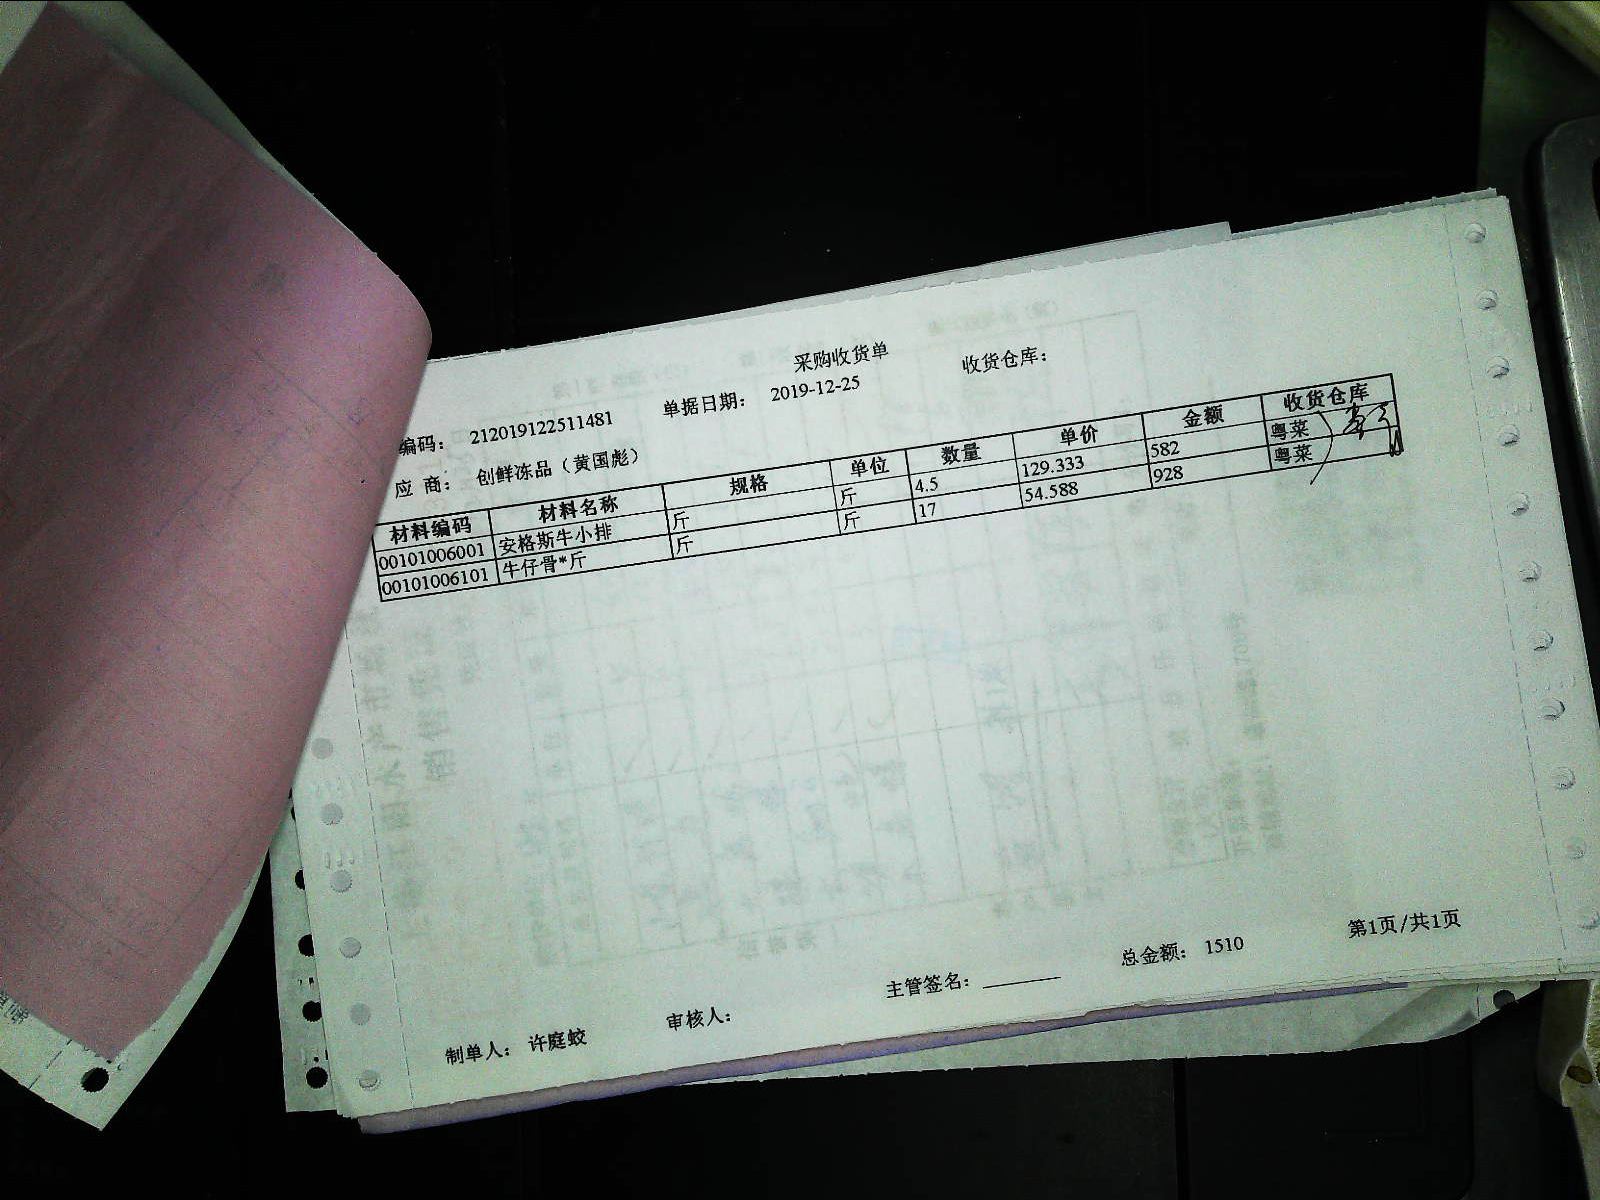 采购收货单
编码: 212019122511481 单据日期: 2019-12-25 收货仓库:
应 商: 创鲜冻品（黄国彪）
材料编码 材料名称 规格 单位 数量 单价 金额 收货仓库
00101006001 安格斯牛小排 斤 斤 4.5 129.333 582 粤菜
00101006101 牛仔骨*斤 斤 斤 17 54.588 928 粤菜
制单人: 许庭蛟 审核人: 主管签名: 总金额: 1510 第1页/共1页